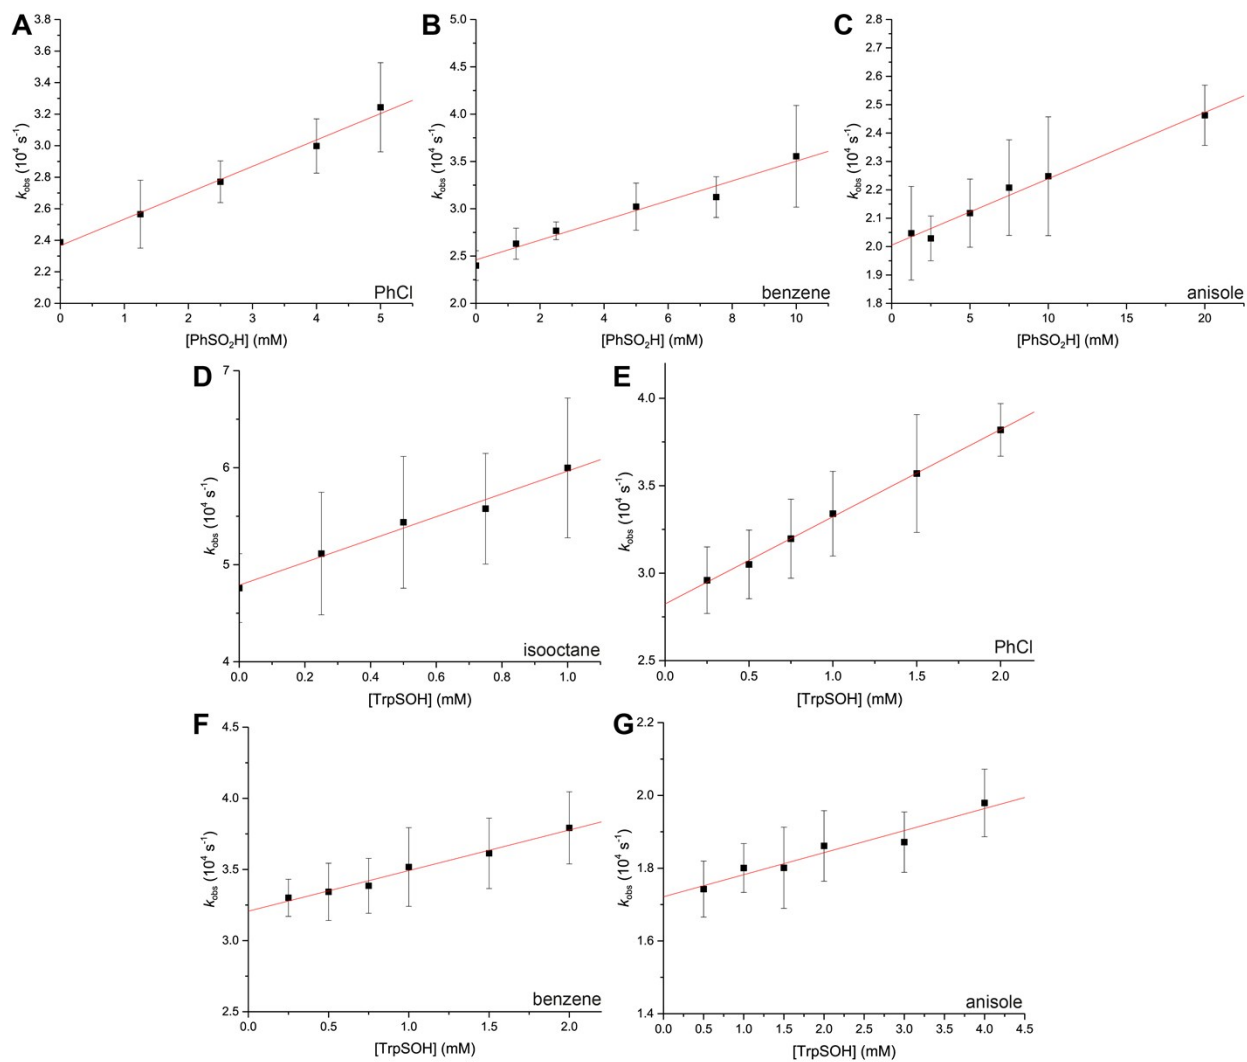 A
3.8
3.6
3.4
3.2
3.0
2.8
2.6
2.4
2.2
2.0
k_obs (10⁴ s⁻¹)
PhCl
0 1 2 3 4 5
[PhSO₂H] (mM)
B
5.0
4.5
4.0
3.5
3.0
2.5
2.0
k_obs (10⁴ s⁻¹)
benzene
0 2 4 6 8 10
[PhSO₂H] (mM)
C
2.8
2.7
2.6
2.5
2.4
2.3
2.2
2.1
2.0
1.9
1.8
k_obs (10⁴ s⁻¹)
anisole
0 5 10 15 20
[PhSO₂H] (mM)
D
7
6
5
4
k_obs (10⁴ s⁻¹)
isooctane
0.0 0.2 0.4 0.6 0.8 1.0
[TrpSOH] (mM)
E
4.0
3.5
3.0
2.5
k_obs (10⁴ s⁻¹)
PhCl
0.0 0.5 1.0 1.5 2.0
[TrpSOH] (mM)
F
4.5
4.0
3.5
3.0
2.5
k_obs (10⁴ s⁻¹)
benzene
0.0 0.5 1.0 1.5 2.0
[TrpSOH] (mM)
G
2.2
2.0
1.8
1.6
1.4
k_obs (10⁴ s⁻¹)
anisole
0.0 0.5 1.0 1.5 2.0 2.5 3.0 3.5 4.0 4.5
[TrpSOH] (mM)